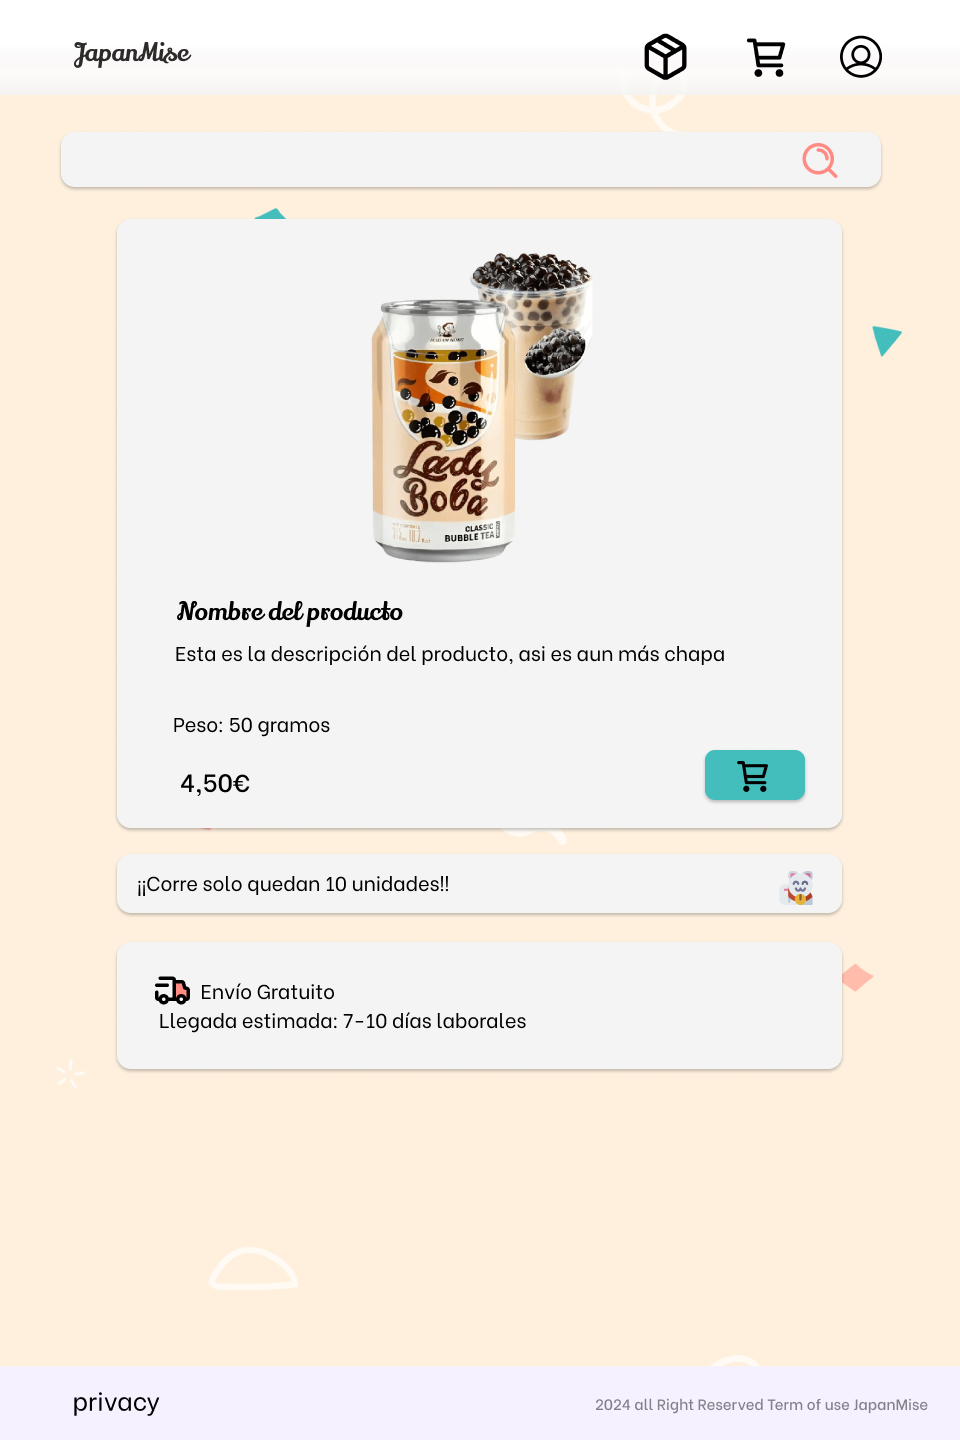 JapanMise
Lady
Boba
CLASSIC
BUBBLE TEA
Nombre del producto
Esta es la descripción del producto, asi es aun más chapa
Peso: 50 gramos
4,50€
¡¡Corre solo quedan 10 unidades!!
Envío Gratuito
Llegada estimada: 7-10 días laborales
privacy
2024 all Right Reserved Term of use JapanMise